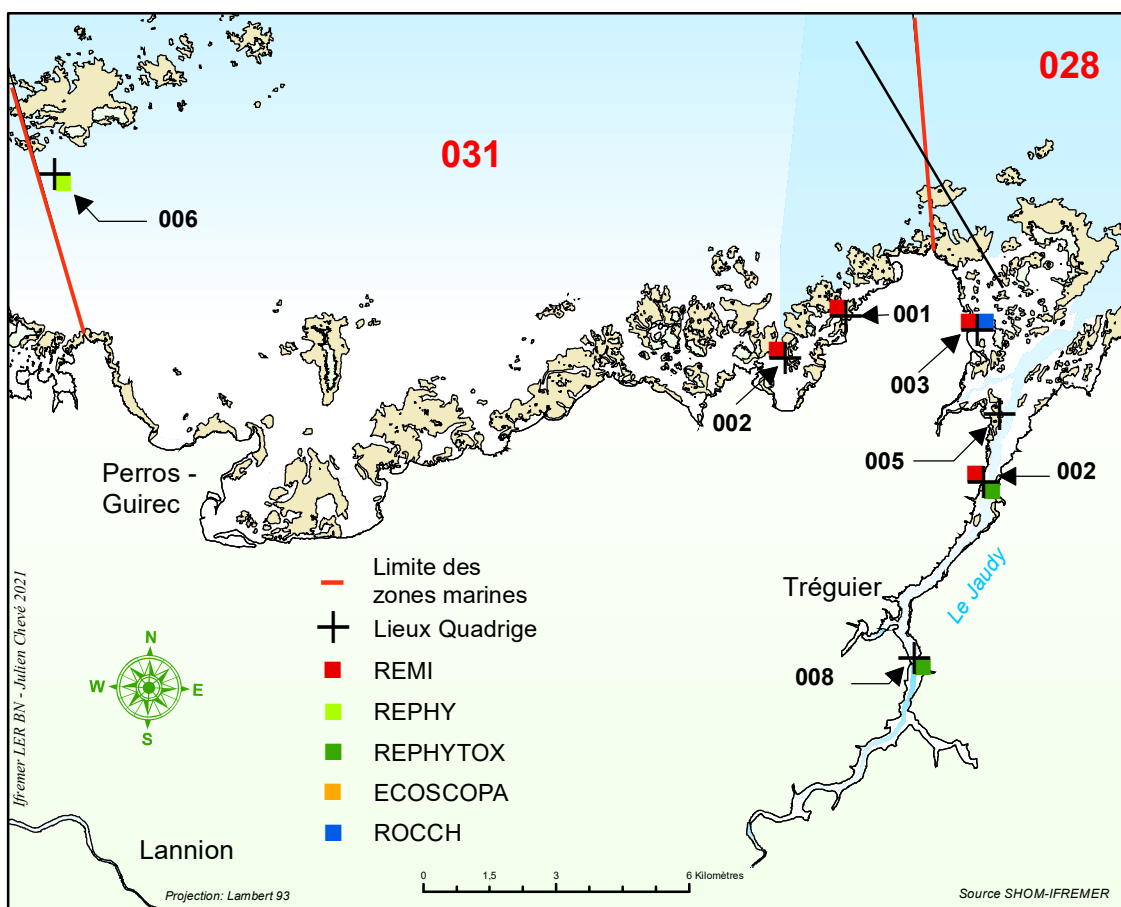 028
031
006
001
003
002
005
002
Perros -
Guirec
Le Jaudy
Tréguier
008
Limite des
zones marines
Lieux Quadrige
REMI
REPHY
REPHYTOX
ECOSCOPA
ROCCH
N
W
E
S
Ifremer LER BN - Julien Chevé 2021
Lannion
Projection: Lambert 93
0 1,5 3 6 Kilomètres
Source SHOM-IFREMER